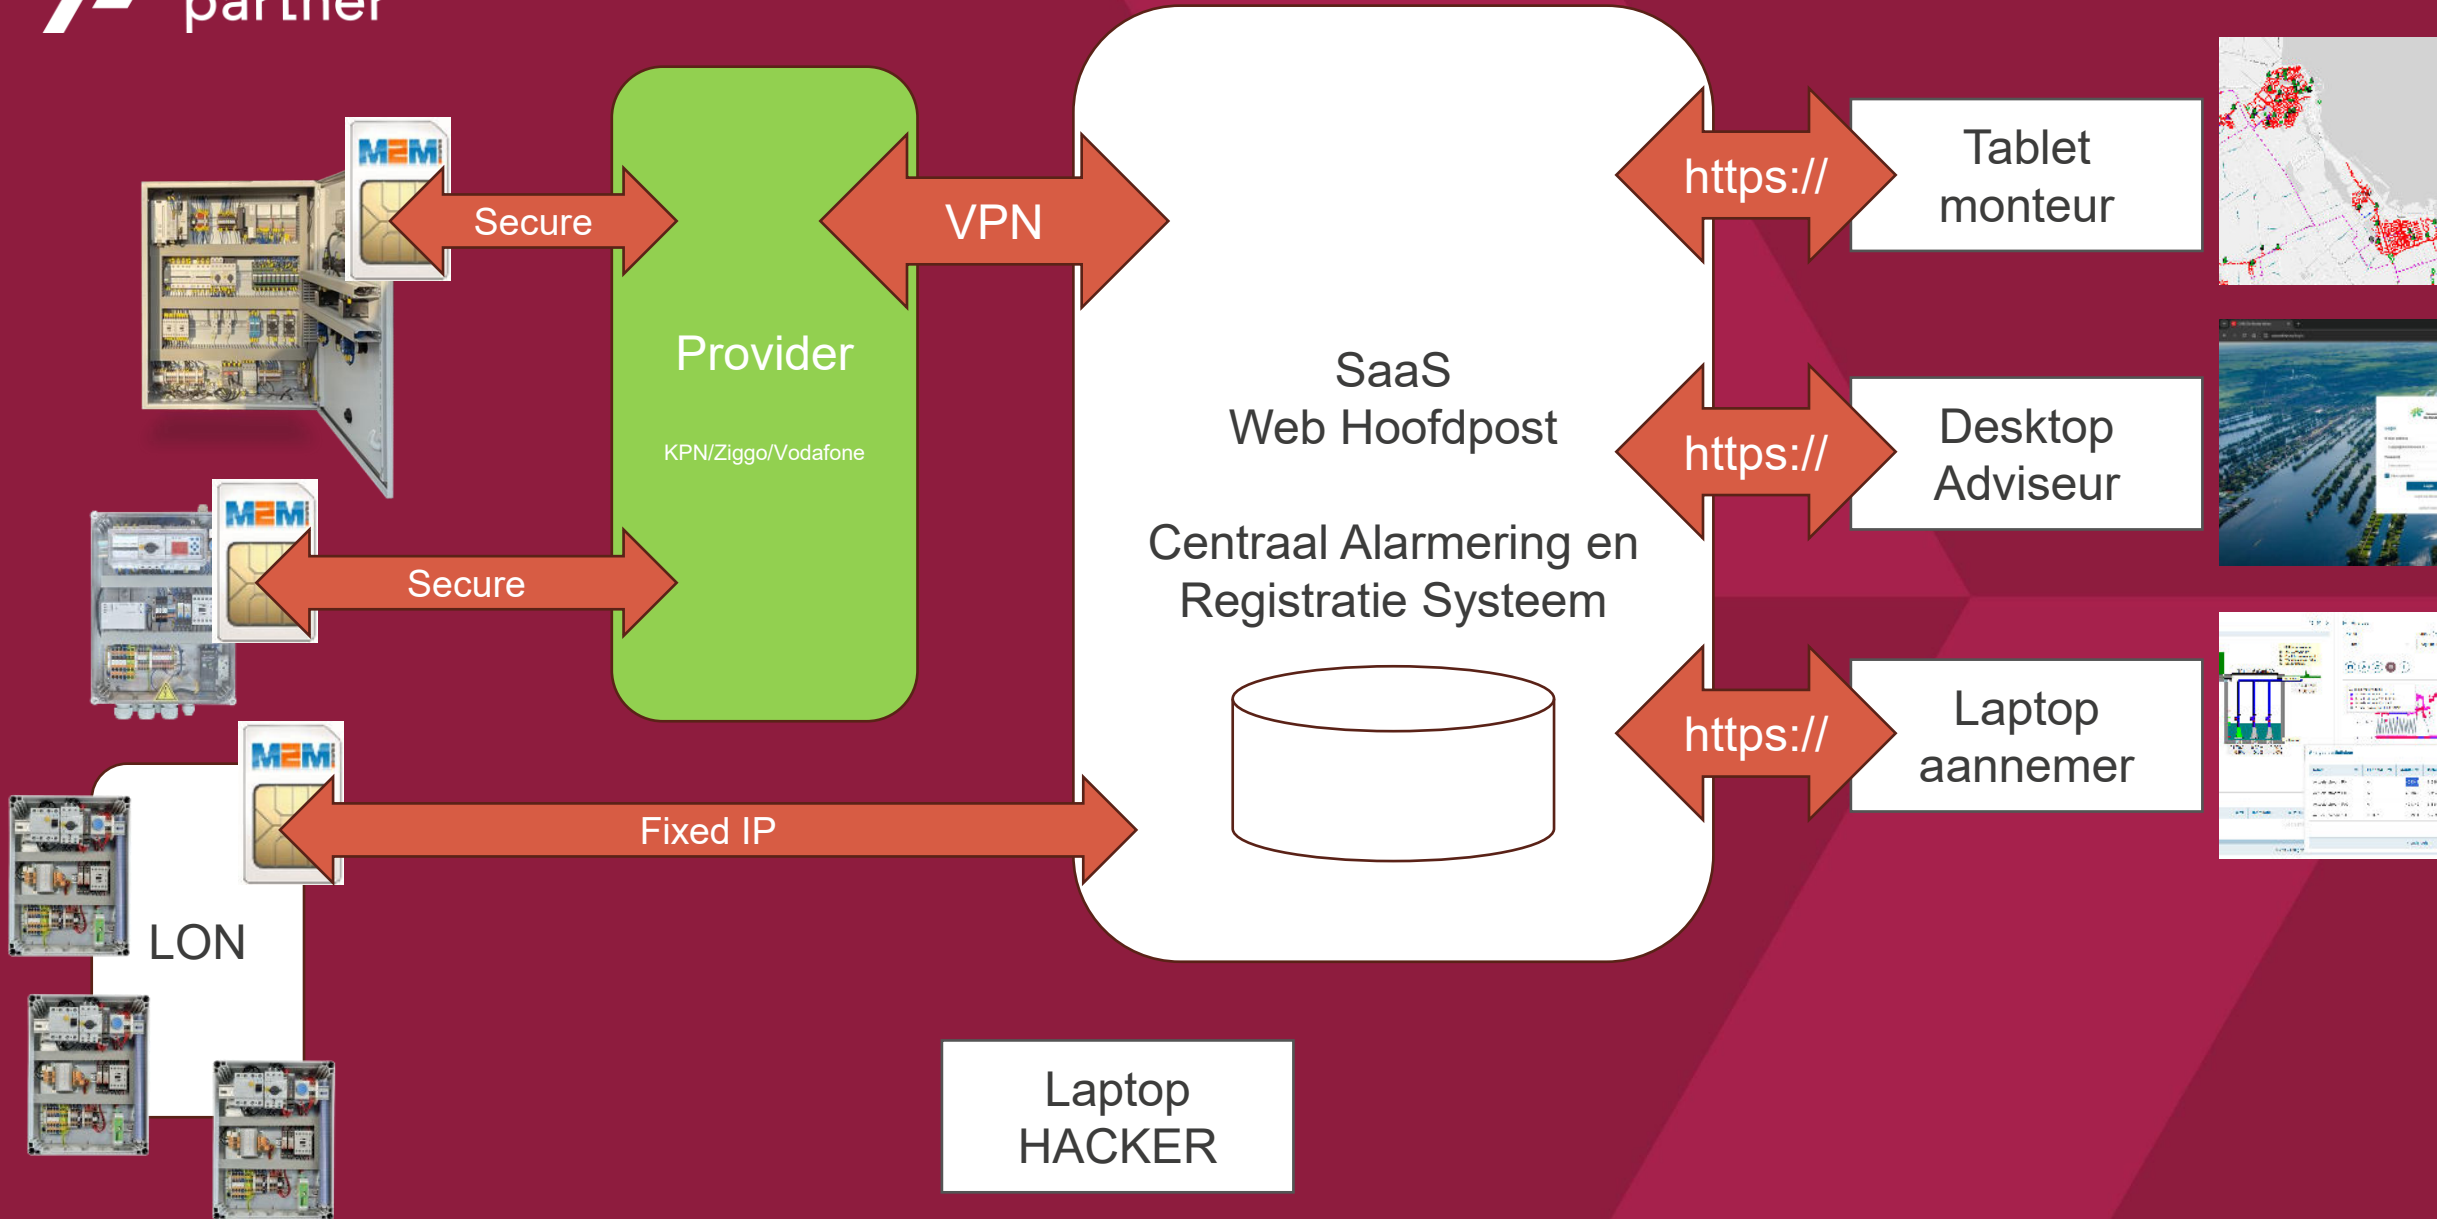 partner
M2M
Secure
VPN
https://
Tablet
monteur
Provider
KPN/Ziggo/Vodafone
SaaS
Web Hoofdpost
Centraal Alarmering en
Registratie Systeem
https://
Desktop
Adviseur
M2M
Secure
https://
Laptop
aannemer
M2M
Fixed IP
LON
Laptop
HACKER
Login